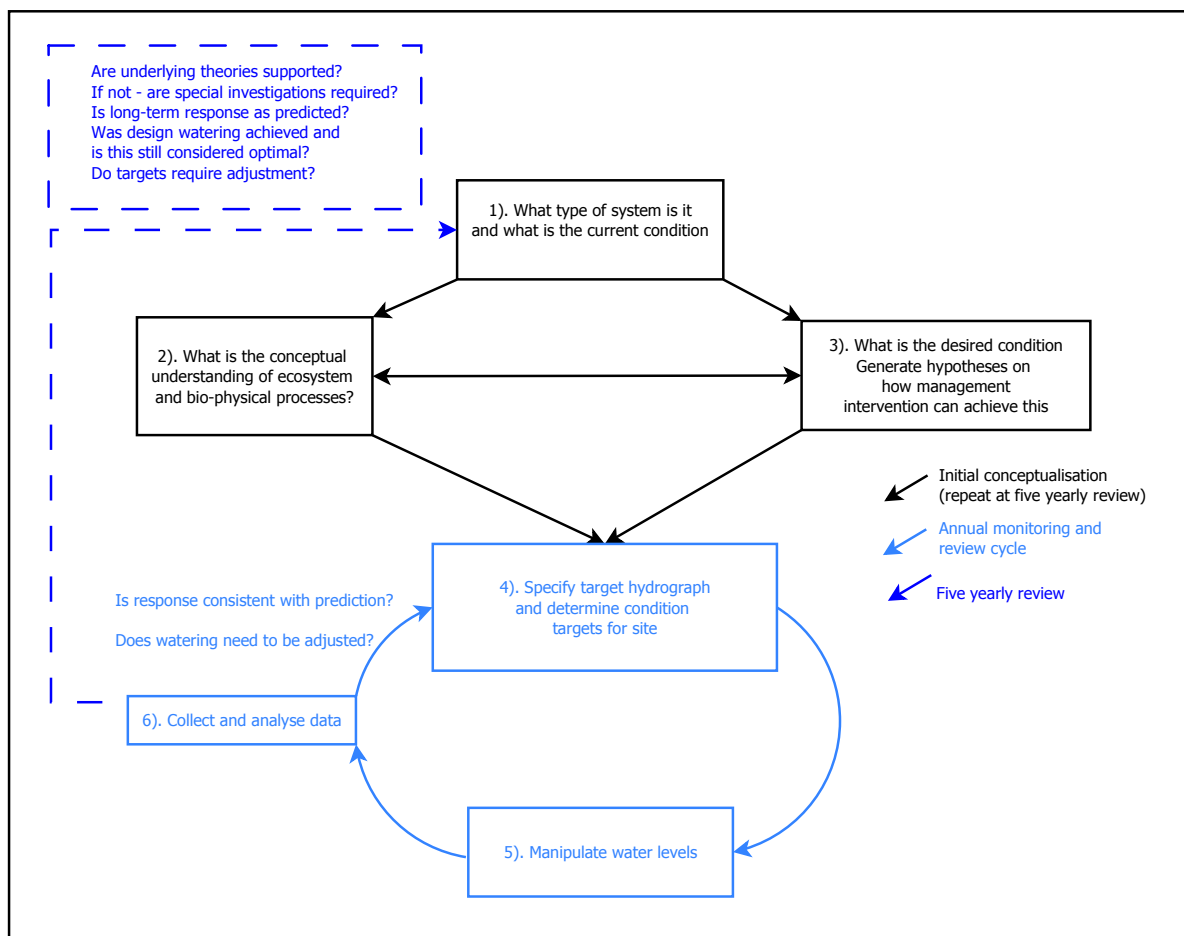 Are underlying theories supported?
If not - are special investigations required?
Is long-term response as predicted?
Was design watering achieved and
is this still considered optimal?
Do targets require adjustment?
1). What type of system is it
and what is the current condition
2). What is the conceptual
understanding of ecosystem
and bio-physical processes?
3). What is the desired condition
Generate hypotheses on
how management
intervention can achieve this
Initial conceptualisation
(repeat at five yearly review)
Annual monitoring and
review cycle
Five yearly review
4). Specify target hydrograph
and determine condition
targets for site
Is response consistent with prediction?
Does watering need to be adjusted?
6). Collect and analyse data
5). Manipulate water levels